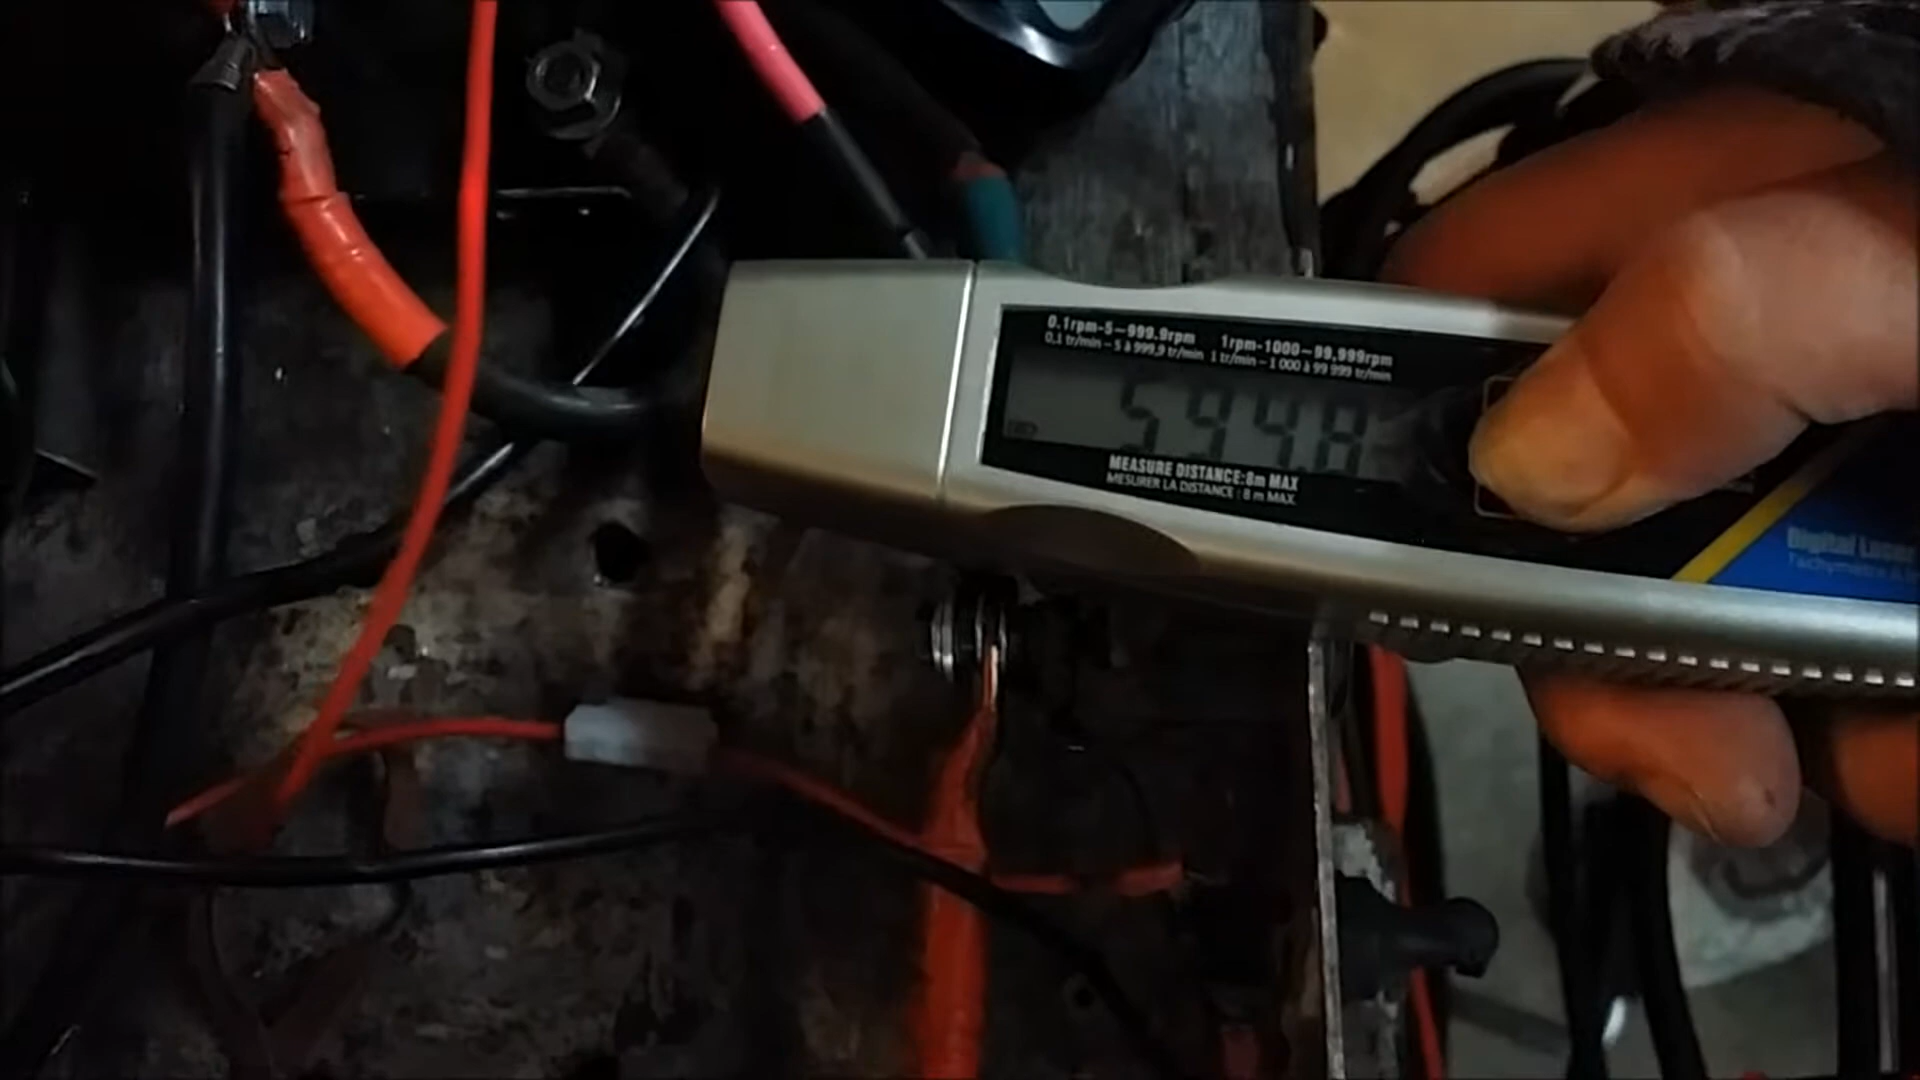 0.1rpm-5~999.9rpm 1rpm-1000~99,999rpm
0,1 tr/min – 5 à 999,9 tr/min 1 tr/min – 1 000 à 99 999 tr/min
MEASURE DISTANCE:8m MAX
MESURER LA DISTANCE : 8 m MAX.
Digital Laser
Tachymètre